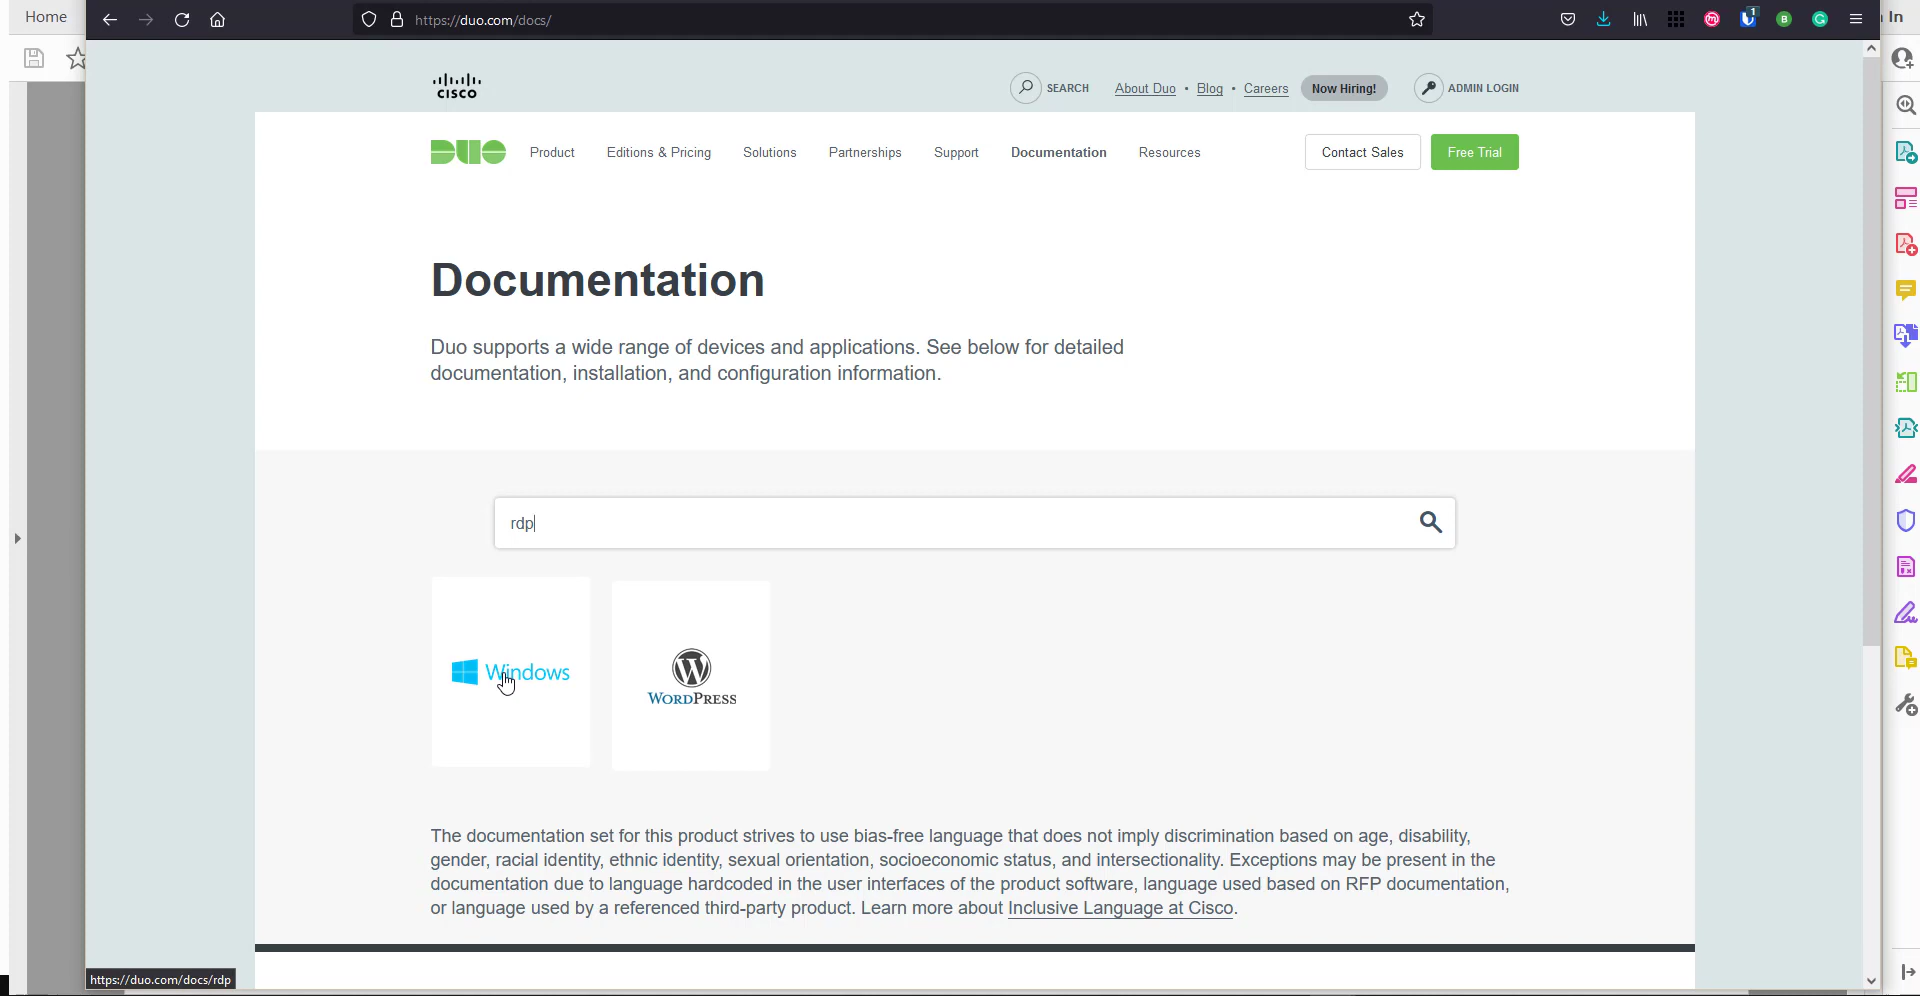 Home
https://duo.com/docs/
1
B
In
CISCO
SEARCH
About Duo • Blog • Careers
Now Hiring!
ADMIN LOGIN
DUO
Product
Editions & Pricing
Solutions
Partnerships
Support
Documentation
Resources
Contact Sales
Free Trial
Documentation
Duo supports a wide range of devices and applications. See below for detailed
documentation, installation, and configuration information.
rdp
Windows
WORDPRESS
The documentation set for this product strives to use bias-free language that does not imply discrimination based on age, disability,
gender, racial identity, ethnic identity, sexual orientation, socioeconomic status, and intersectionality. Exceptions may be present in the
documentation due to language hardcoded in the user interfaces of the product software, language used based on RFP documentation,
or language used by a referenced third-party product. Learn more about Inclusive Language at Cisco.
https://duo.com/docs/rdp